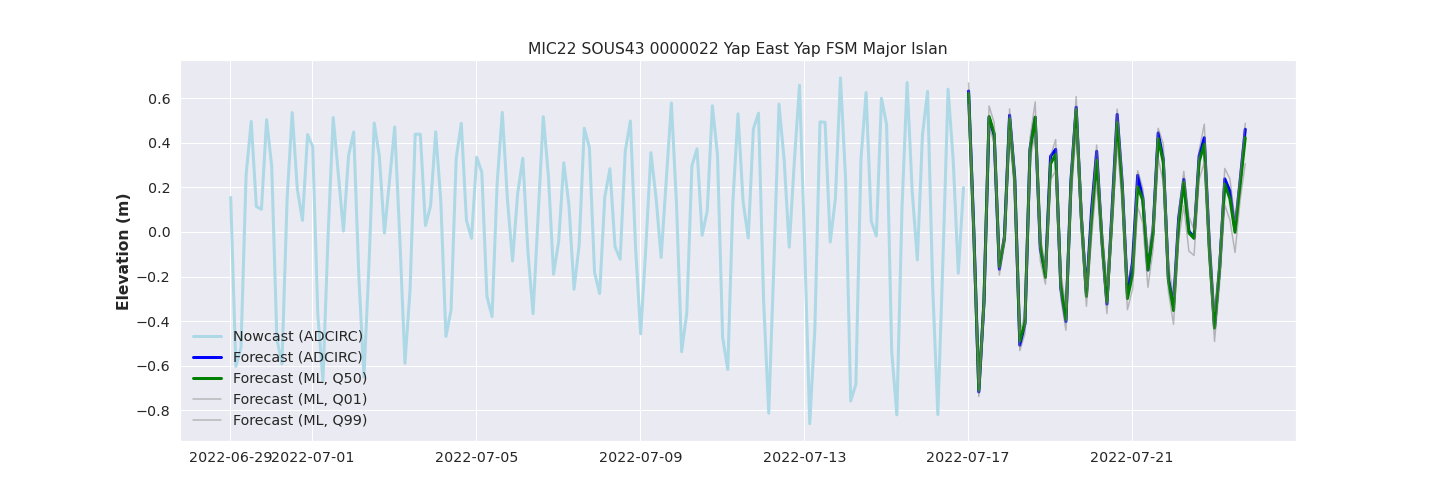 MIC22 SOUS43 0000022 Yap East Yap FSM Major Islan
Elevation (m)
0.6
0.4
0.2
0.0
−0.2
−0.4
−0.6
−0.8
Nowcast (ADCIRC)
Forecast (ADCIRC)
Forecast (ML, Q50)
Forecast (ML, Q01)
Forecast (ML, Q99)
2022-06-29 2022-07-01 2022-07-05 2022-07-09 2022-07-13 2022-07-17 2022-07-21